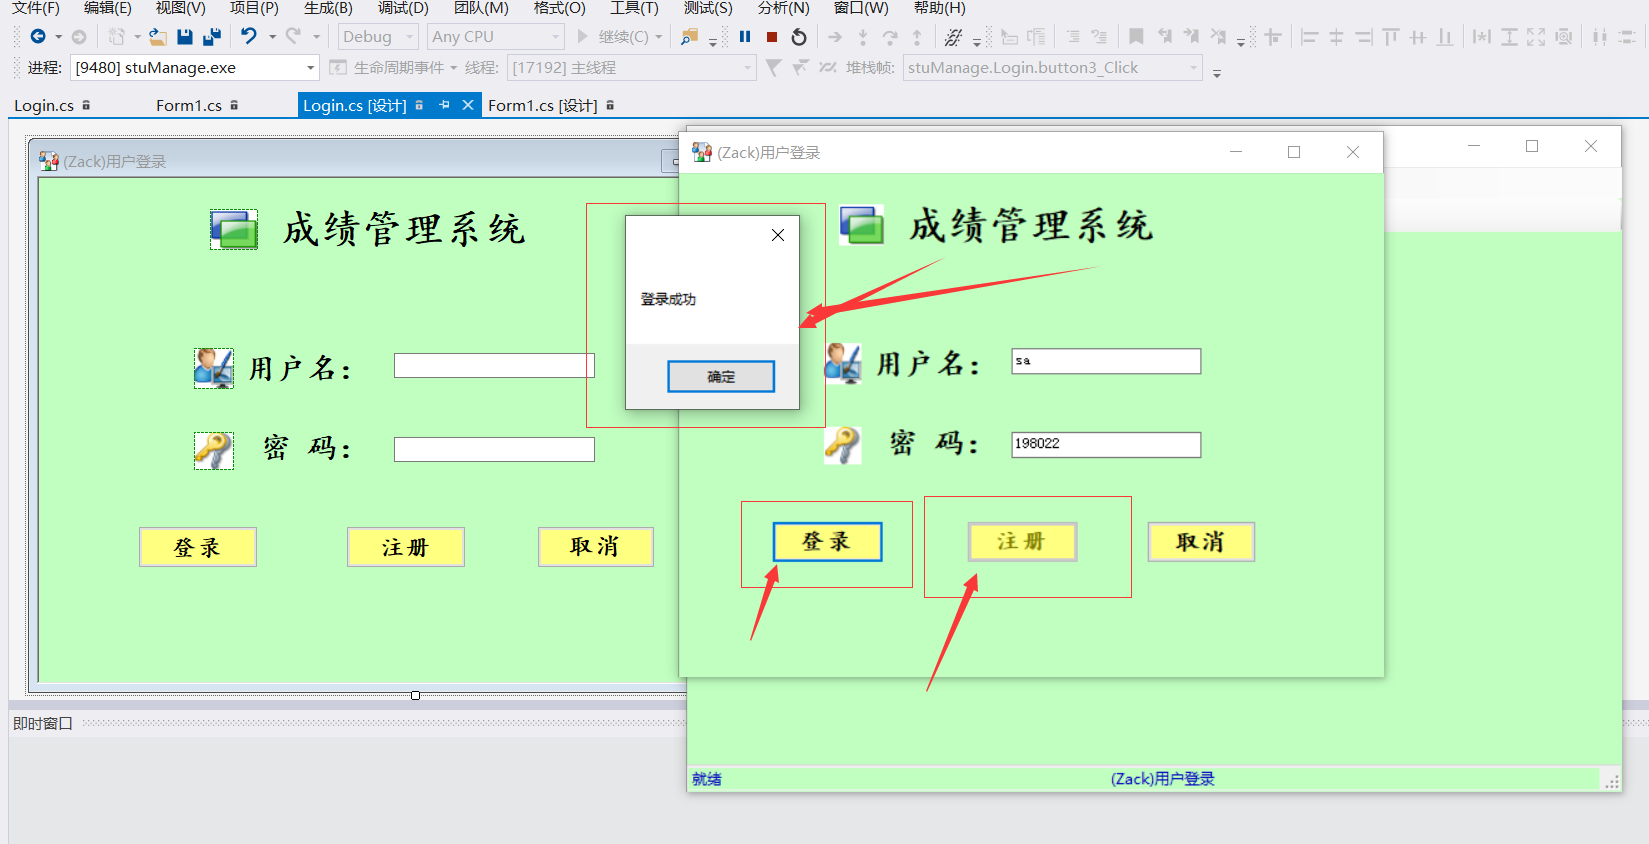 文件(F) 编辑(E) 视图(V) 项目(P) 生成(B) 调试(D) 团队(M) 格式(O) 工具(T) 测试(S) 分析(N) 窗口(W) 帮助(H)
Debug Any CPU 继续(C)
进程: [9480] stuManage.exe 生命周期事件 线程: [17192] 主线程 堆栈帧: stuManage.Login.button3_Click
Login.cs Form1.cs Login.cs [设计] Form1.cs [设计]
(Zack)用户登录
成绩管理系统
用户名：
密 码：
登录 注册 取消
(Zack)用户登录
成绩管理系统
登录成功
确定
用户名： sa
密 码： 198022
登录 注册 取消
即时窗口
就绪 (Zack)用户登录